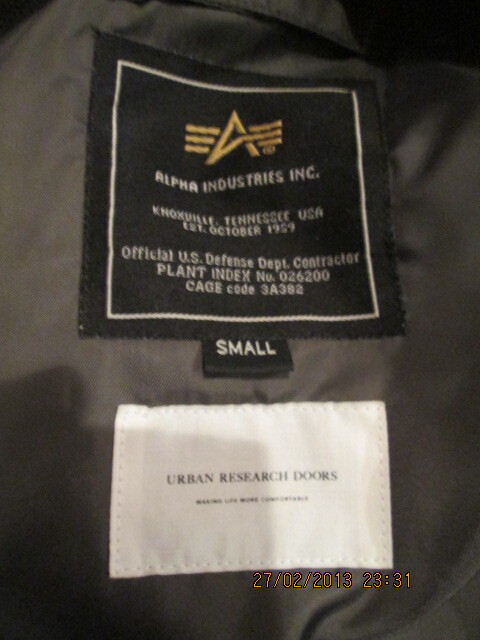 ALPHA INDUSTRIES INC.
KNOXVILLE, TENNESSEE USA
EST. OCTOBER 1959
Official U.S. Defense Dept. Contractor
PLANT INDEX No. 026200
CAGE code 3A382
SMALL
URBAN RESEARCH DOORS
MAKING LIFE MORE COMFORTABLE
27/02/2013 23:31